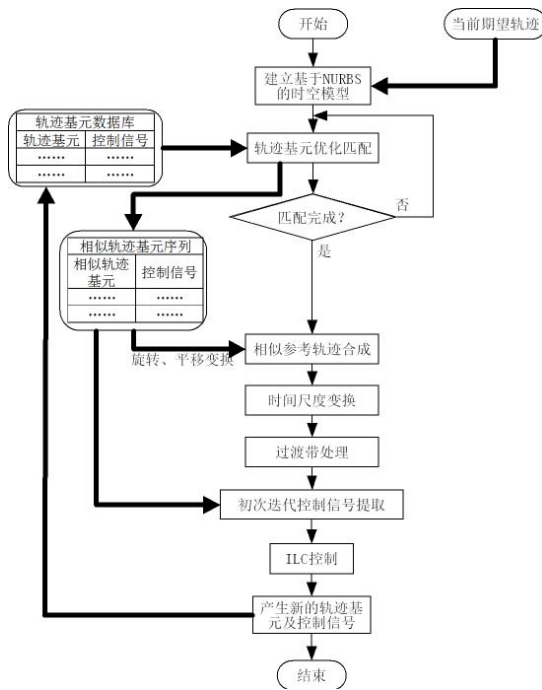 开始
当前期望轨迹
建立基于NURBS
的时空模型
轨迹基元数据库
轨迹基元 控制信号
…… ……
…… ……
轨迹基元优化匹配
匹配完成?
否
是
相似轨迹基元序列
相似轨迹
基元
控制信号
…… ……
…… ……
旋转、平移变换
相似参考轨迹合成
时间尺度变换
过渡带处理
初次迭代控制信号提取
ILC控制
产生新的轨迹基
元及控制信号
结束